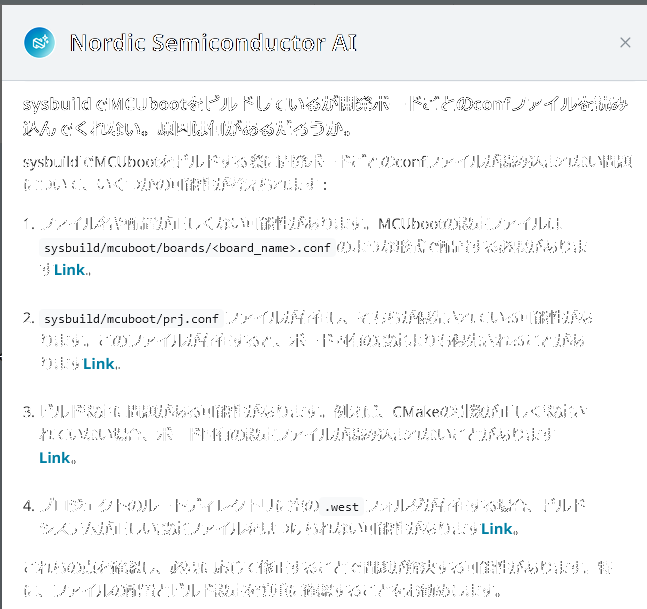 Nordic Semiconductor AI
sysbuildでMCUbootをビルドしているが開発ボードごとのconfファイルを読み
込んでくれない。原因は何があるだろうか。
sysbuildでMCUbootをビルドする際に開発ボードごとのconfファイルが読み込まれない問題
について、いくつかの可能性が考えられます：
1. ファイル名や配置が正しくない可能性があります。MCUbootの設定ファイルは
sysbuild/mcuboot/boards/<board_name>.conf のような形式で配置する必要がありま
すLink。
2. sysbuild/mcuboot/prj.conf ファイルが存在し、そちらが優先されている可能性があ
ります。このファイルが存在すると、ボード固有の設定よりも優先されることがあ
りますLink。
3. ビルド設定に問題がある可能性があります。例えば、CMakeの引数が正しく設定さ
れていない場合、ボード固有の設定ファイルが読み込まれないことがあります
Link。
4. プロジェクトのルートディレクトリに別の .west フォルダが存在する場合、ビルド
システムが正しい設定ファイルを見つけられない可能性がありますLink。
これらの点を確認し、必要に応じて修正することで問題が解決する可能性があります。特
に、ファイルの配置とビルド設定を慎重に確認することをお勧めします。